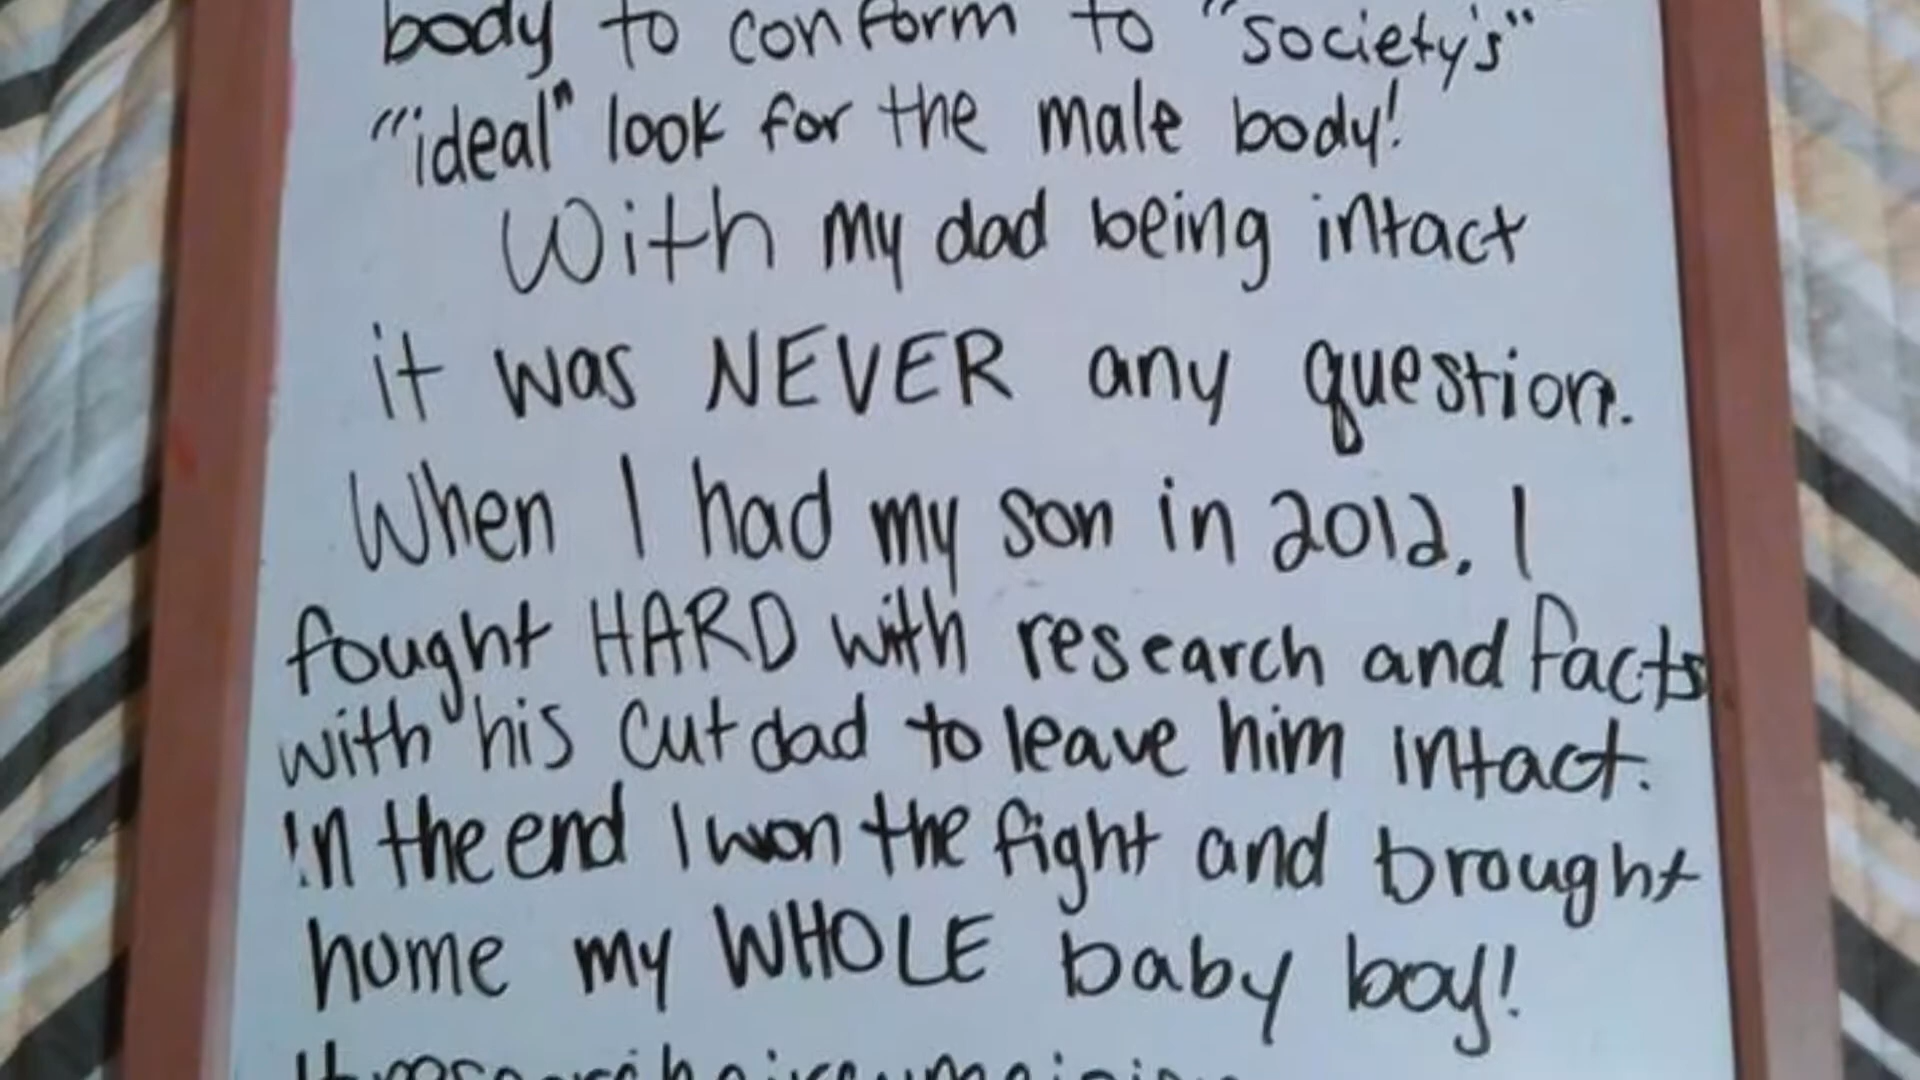 body to conform to "society's"
"ideal" look for the male body!
With my dad being intact
it was NEVER any question.
When I had my son in 2012, I
fought HARD with research and facts
with his cut dad to leave him intact.
in the end I won the fight and brought
home my WHOLE baby boy!